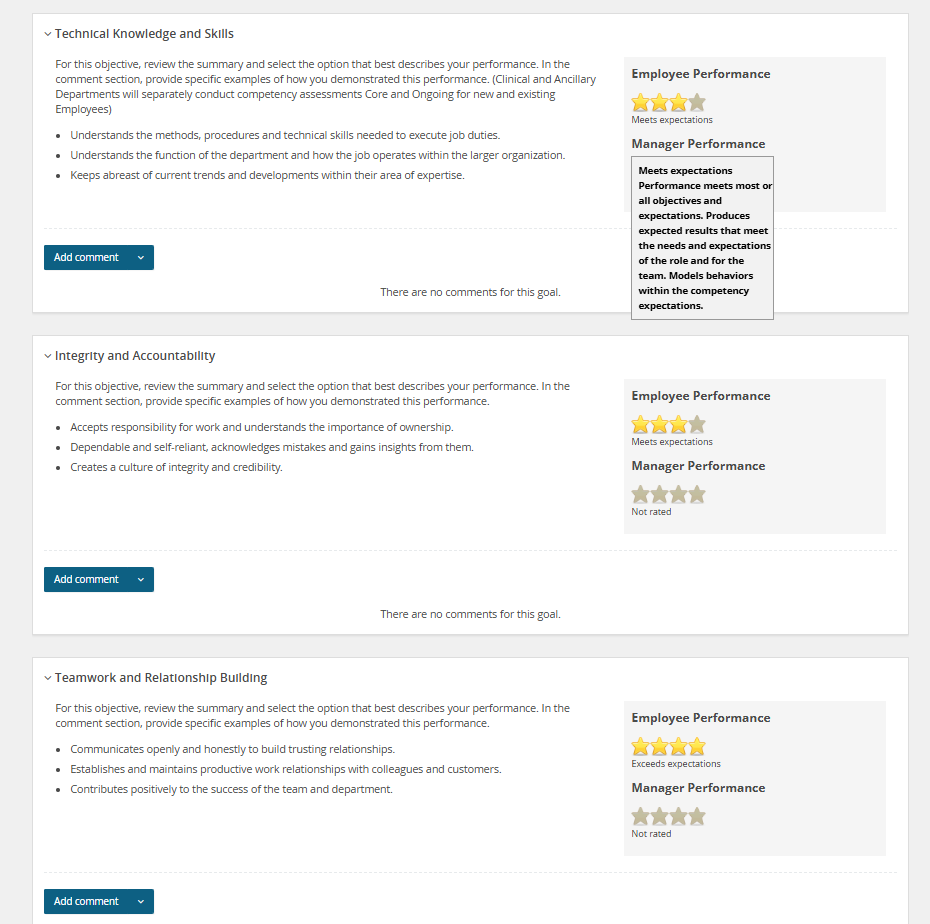 Technical Knowledge and Skills
For this objective, review the summary and select the option that best describes your performance. In the
comment section, provide specific examples of how you demonstrated this performance. (Clinical and Ancillary
Departments will separately conduct competency assessments Core and Ongoing for new and existing
Employees)
Understands the methods, procedures and technical skills needed to execute job duties.
Understands the function of the department and how the job operates within the larger organization.
Keeps abreast of current trends and developments within their area of expertise.
Employee Performance
Meets expectations
Manager Performance
Meets expectations
Performance meets most or
all objectives and
expectations. Produces
expected results that meet
the needs and expectations
of the role and for the
team. Models behaviors
within the competency
expectations.
Add comment
There are no comments for this goal.
Integrity and Accountability
For this objective, review the summary and select the option that best describes your performance. In the
comment section, provide specific examples of how you demonstrated this performance.
Accepts responsibility for work and understands the importance of ownership.
Dependable and self-reliant, acknowledges mistakes and gains insights from them.
Creates a culture of integrity and credibility.
Employee Performance
Meets expectations
Manager Performance
Not rated
Add comment
There are no comments for this goal.
Teamwork and Relationship Building
For this objective, review the summary and select the option that best describes your performance. In the
comment section, provide specific examples of how you demonstrated this performance.
Communicates openly and honestly to build trusting relationships.
Establishes and maintains productive work relationships with colleagues and customers.
Contributes positively to the success of the team and department.
Employee Performance
Exceeds expectations
Manager Performance
Not rated
Add comment